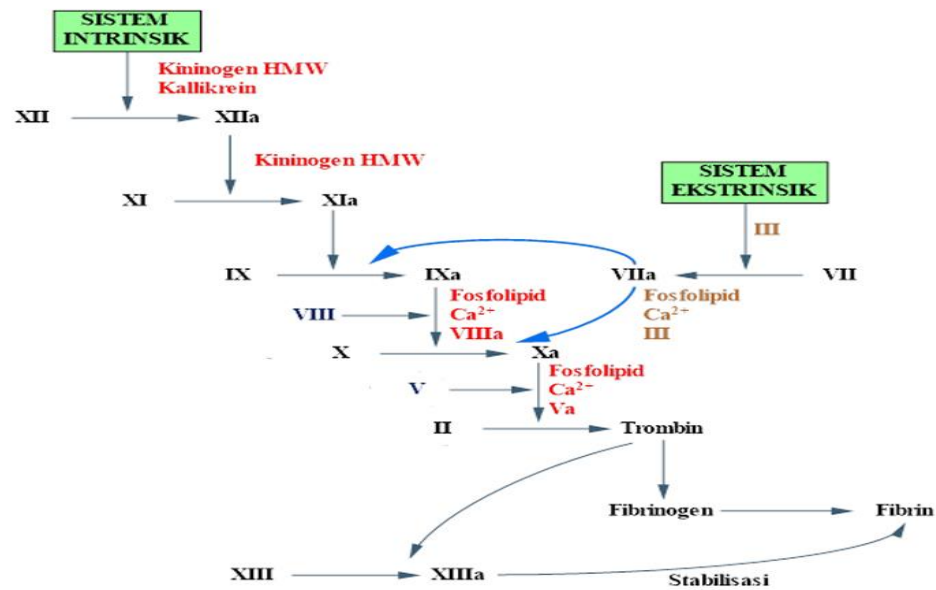 SISTEM
INTRINSIK
Kininogen HMW
Kallikrein
XII
XIIa
Kininogen HMW
SISTEM
EKSTRINSIK
XI
XIa
III
IX
IXa
VIIa
VII
Fosfolipid
Ca²⁺
VIIIa
Fosfolipid
Ca²⁺
III
VIII
X
Xa
Fosfolipid
Ca²⁺
Va
V
II
Trombin
Fibrinogen
Fibrin
XIII
XIIIa
Stabilisasi